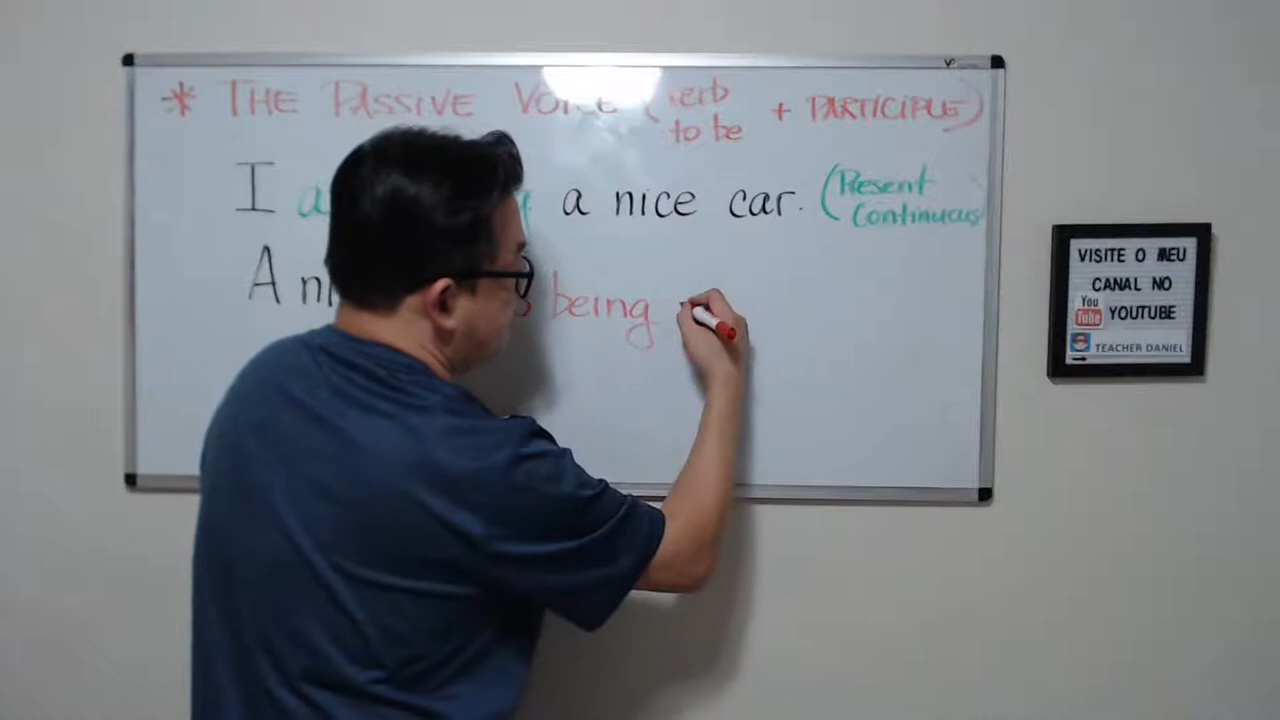 * THE PASSIVE VOICE (verb to be + PARTICIPLE)
I a nice car. (Present Continuous
A being
VISITE O MEU
CANAL NO
You Tube YOUTUBE
TEACHER DANIEL